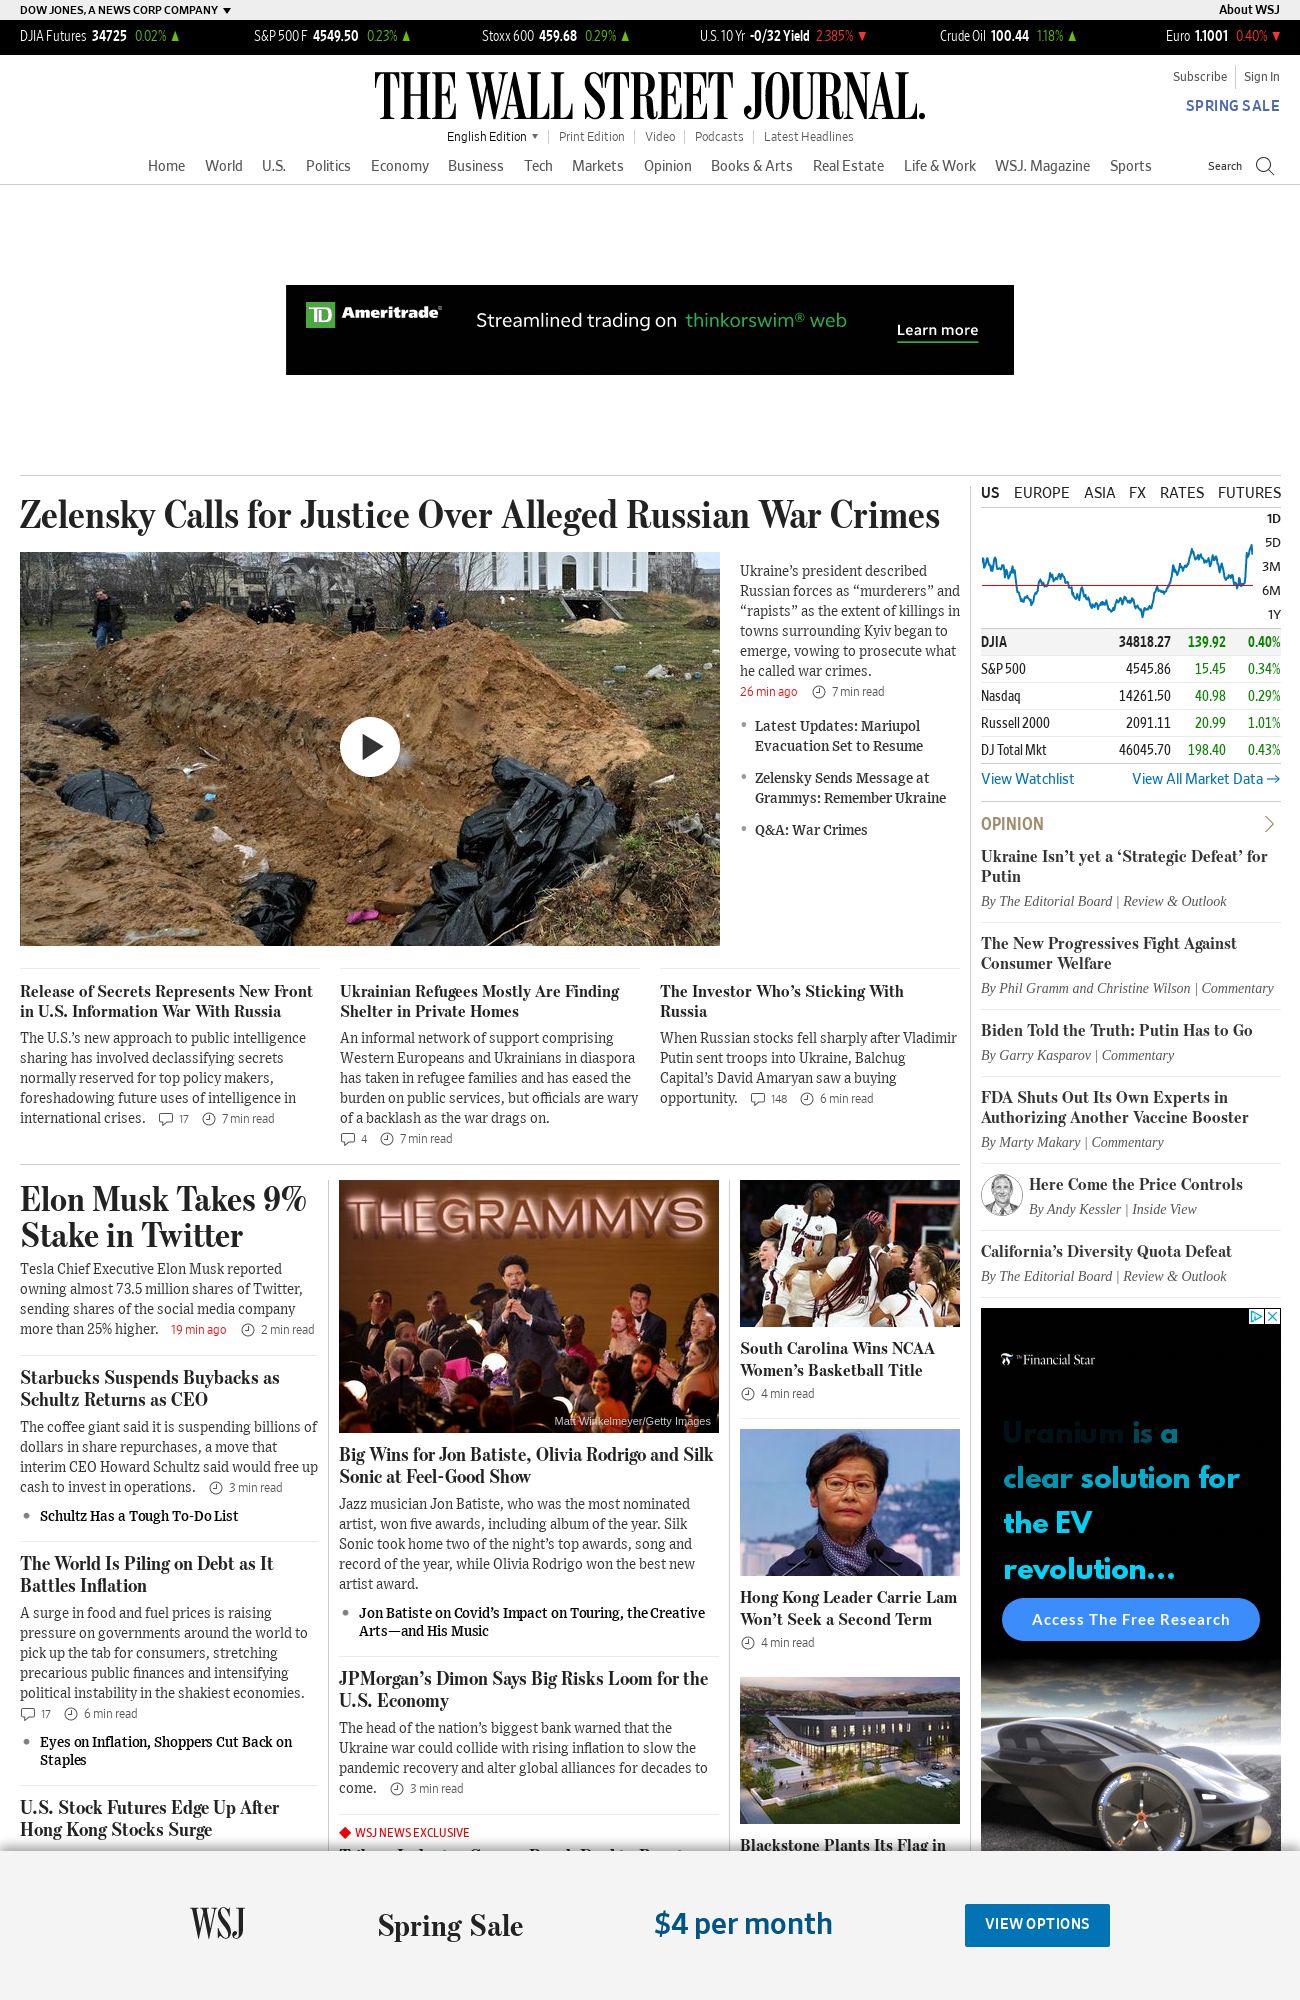 DOW JONES, A NEWS CORP COMPANY
About WSJ
DJIA Futures 34725 0.02%
S&P 500 F 4549.50 0.23%
Stoxx 600 459.68 0.29%
U.S. 10 Yr -0/32 Yield 2.385%
Crude Oil 100.44 1.18%
Euro 1.1001 0.40%
THE WALL STREET JOURNAL.
Subscribe
Sign In
SPRING SALE
English Edition
Print Edition
Video
Podcasts
Latest Headlines
Home World U.S. Politics Economy Business Tech Markets Opinion Books & Arts Real Estate Life & Work WSJ. Magazine Sports
Search
TD Ameritrade
Streamlined trading on thinkorswim® web
Learn more
Zelensky Calls for Justice Over Alleged Russian War Crimes
Ukraine’s president described
Russian forces as “murderers” and
“rapists” as the extent of killings in
towns surrounding Kyiv began to
emerge, vowing to prosecute what
he called war crimes.
26 min ago 7 min read
Latest Updates: Mariupol
Evacuation Set to Resume
Zelensky Sends Message at
Grammys: Remember Ukraine
Q&A: War Crimes
Release of Secrets Represents New Front
in U.S. Information War With Russia
The U.S.’s new approach to public intelligence
sharing has involved declassifying secrets
normally reserved for top policy makers,
foreshadowing future uses of intelligence in
international crises. 17 7 min read
Ukrainian Refugees Mostly Are Finding
Shelter in Private Homes
An informal network of support comprising
Western Europeans and Ukrainians in diaspora
has taken in refugee families and has eased the
burden on public services, but officials are wary
of a backlash as the war drags on.
4 7 min read
The Investor Who’s Sticking With
Russia
When Russian stocks fell sharply after Vladimir
Putin sent troops into Ukraine, Balchug
Capital’s David Amaryan saw a buying
opportunity. 148 6 min read
Elon Musk Takes 9%
Stake in Twitter
Tesla Chief Executive Elon Musk reported
owning almost 73.5 million shares of Twitter,
sending shares of the social media company
more than 25% higher. 19 min ago 2 min read
Starbucks Suspends Buybacks as
Schultz Returns as CEO
The coffee giant said it is suspending billions of
dollars in share repurchases, a move that
interim CEO Howard Schultz said would free up
cash to invest in operations. 3 min read
Schultz Has a Tough To-Do List
The World Is Piling on Debt as It
Battles Inflation
A surge in food and fuel prices is raising
pressure on governments around the world to
pick up the tab for consumers, stretching
precarious public finances and intensifying
political instability in the shakiest economies.
17 6 min read
Eyes on Inflation, Shoppers Cut Back on
Staples
U.S. Stock Futures Edge Up After
Hong Kong Stocks Surge
THEGRAMMYS
Matt Winkelmeyer/Getty Images
Big Wins for Jon Batiste, Olivia Rodrigo and Silk
Sonic at Feel-Good Show
Jazz musician Jon Batiste, who was the most nominated
artist, won five awards, including album of the year. Silk
Sonic took home two of the night’s top awards, song and
record of the year, while Olivia Rodrigo won the best new
artist award.
Jon Batiste on Covid’s Impact on Touring, the Creative
Arts—and His Music
JPMorgan’s Dimon Says Big Risks Loom for the
U.S. Economy
The head of the nation’s biggest bank warned that the
Ukraine war could collide with rising inflation to slow the
pandemic recovery and alter global alliances for decades to
come. 3 min read
WSJ NEWS EXCLUSIVE
4
South Carolina Wins NCAA
Women’s Basketball Title
4 min read
Hong Kong Leader Carrie Lam
Won’t Seek a Second Term
4 min read
Blackstone Plants Its Flag in
US EUROPE ASIA FX RATES FUTURES
1D
5D
3M
6M
1Y
DJIA 34818.27 139.92 0.40%
S&P 500 4545.86 15.45 0.34%
Nasdaq 14261.50 40.98 0.29%
Russell 2000 2091.11 20.99 1.01%
DJ Total Mkt 46045.70 198.40 0.43%
View Watchlist
View All Market Data
OPINION
Ukraine Isn’t yet a ‘Strategic Defeat’ for
Putin
By The Editorial Board | Review & Outlook
The New Progressives Fight Against
Consumer Welfare
By Phil Gramm and Christine Wilson | Commentary
Biden Told the Truth: Putin Has to Go
By Garry Kasparov | Commentary
FDA Shuts Out Its Own Experts in
Authorizing Another Vaccine Booster
By Marty Makary | Commentary
Here Come the Price Controls
By Andy Kessler | Inside View
California’s Diversity Quota Defeat
By The Editorial Board | Review & Outlook
The Financial Star
Uranium is a
clear solution for
the EV
revolution...
Access The Free Research
WSJ
Spring Sale
$4 per month
VIEW OPTIONS